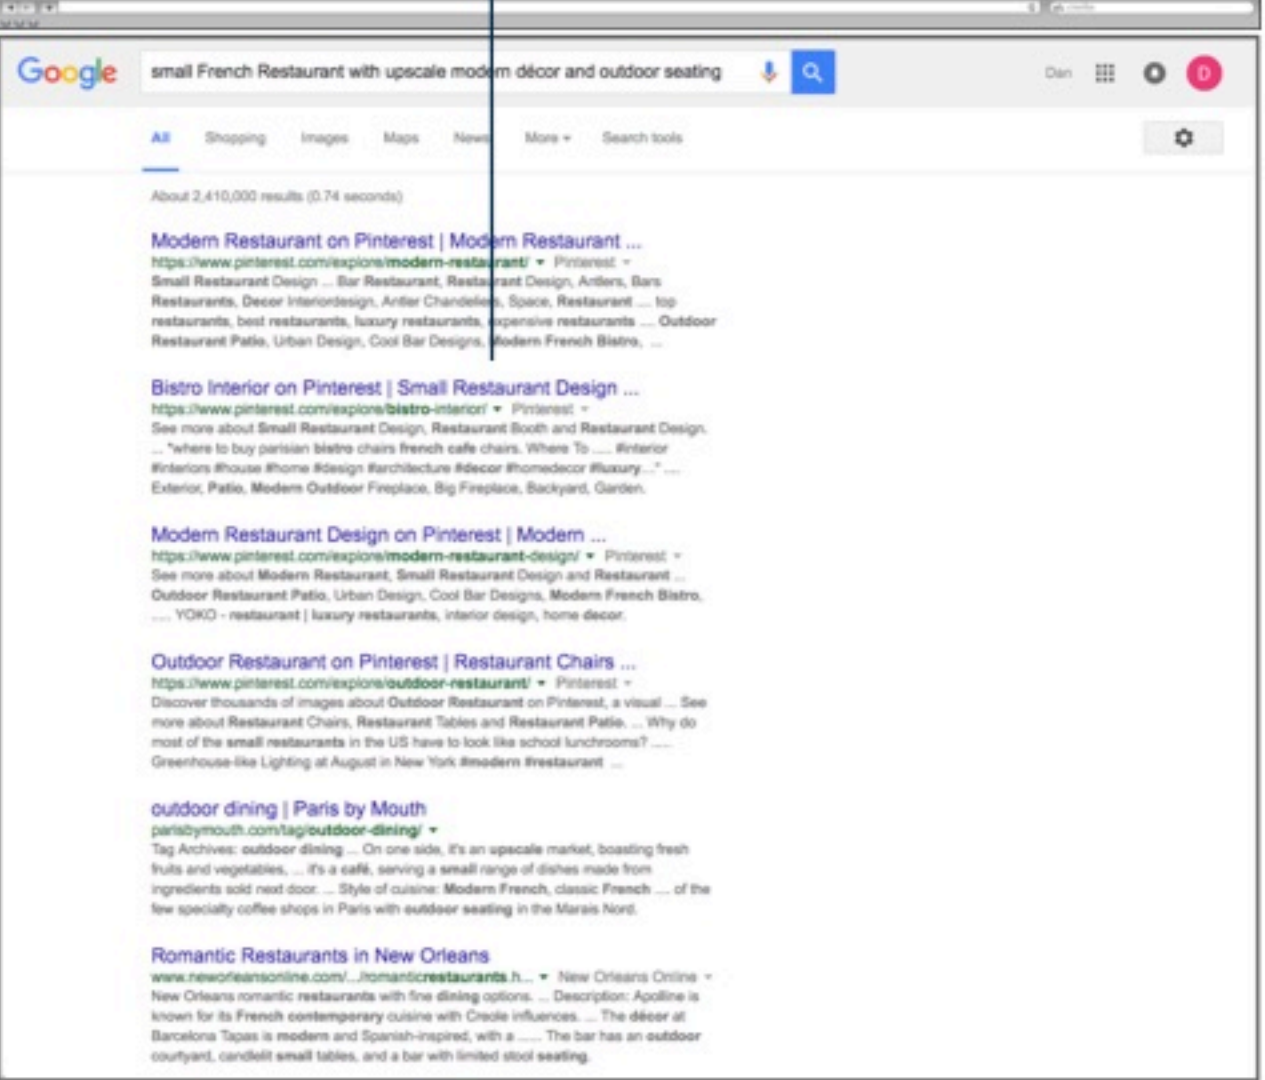 Google
small French Restaurant with upscale modern décor and outdoor seating
Dan
D
All Shopping Images Maps News More Search tools
About 2,410,000 results (0.74 seconds)
Modern Restaurant on Pinterest | Modern Restaurant ...
https://www.pinterest.com/explore/modern-restaurant/ Pinterest
Small Restaurant Design ... Bar Restaurant, Restaurant Design, Antlers, Bars
Restaurants, Decor Interiordesign, Antler Chandeliers, Space, Restaurant .... top
restaurants, best restaurants, luxury restaurants, expensive restaurants .... Outdoor
Restaurant Patio, Urban Design, Cool Bar Designs, Modern French Bistro, ...
Bistro Interior on Pinterest | Small Restaurant Design ...
https://www.pinterest.com/explore/bistro-interior/ Pinterest
See more about Small Restaurant Design, Restaurant Booth and Restaurant Design.
... "where to buy parisian bistro chairs french cafe chairs. Where To ..... #interior
#interiors #house #home #design #architecture #decor #homedecor #luxury..." ....
Exterior, Patio, Modern Outdoor Fireplace, Big Fireplace, Backyard, Garden.
Modern Restaurant Design on Pinterest | Modern ...
https://www.pinterest.com/explore/modern-restaurant-design/ Pinterest
See more about Modern Restaurant, Small Restaurant Design and Restaurant ...
Outdoor Restaurant Patio, Urban Design, Cool Bar Designs, Modern French Bistro,
..... YOKO - restaurant | luxury restaurants, interior design, home decor.
Outdoor Restaurant on Pinterest | Restaurant Chairs ...
https://www.pinterest.com/explore/outdoor-restaurant/ Pinterest
Discover thousands of images about Outdoor Restaurant on Pinterest, a visual ... See
more about Restaurant Chairs, Restaurant Tables and Restaurant Patio. ... Why do
most of the small restaurants in the US have to look like school lunchrooms? .....
Greenhouse-like Lighting at August in New York #modern #restaurant ...
outdoor dining | Paris by Mouth
parisbymouth.com/tag/outdoor-dining/
Tag Archives: outdoor dining ... On one side, it's an upscale market, boasting fresh
fruits and vegetables, ... it's a café, serving a small range of dishes made from
ingredients sold next door. ... Style of cuisine: Modern French, classic French .... of the
few specialty coffee shops in Paris with outdoor seating in the Marais Nord.
Romantic Restaurants in New Orleans
www.neworleansonline.com/.../romanticrestaurants.h... New Orleans Online
New Orleans romantic restaurants with fine dining options. ... Description: Apolline is
known for its French contemporary cuisine with Creole influences. ... The décor at
Barcelona Tapas is modern and Spanish-inspired, with a ...... The bar has an outdoor
courtyard, candlelit small tables, and a bar with limited stool seating.